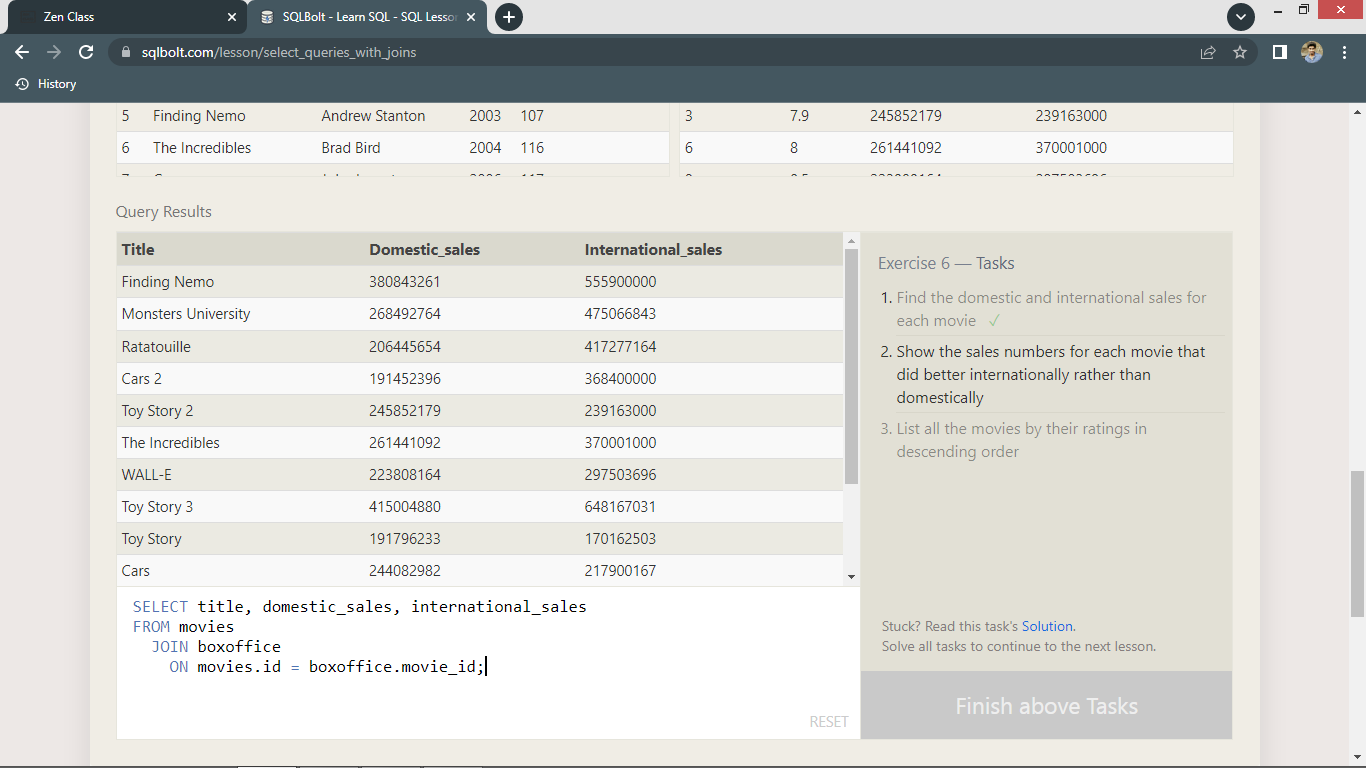 Zen Class
SQLBolt - Learn SQL - SQL Lesson
sqlbolt.com/lesson/select_queries_with_joins
History
5 Finding Nemo Andrew Stanton 2003 107 3 7.9 245852179 239163000
6 The Incredibles Brad Bird 2004 116 6 8 261441092 370001000
Query Results
Title Domestic_sales International_sales
Finding Nemo 380843261 555900000
Monsters University 268492764 475066843
Ratatouille 206445654 417277164
Cars 2 191452396 368400000
Toy Story 2 245852179 239163000
The Incredibles 261441092 370001000
WALL-E 223808164 297503696
Toy Story 3 415004880 648167031
Toy Story 191796233 170162503
Cars 244082982 217900167
SELECT title, domestic_sales, international_sales
FROM movies
JOIN boxoffice
ON movies.id = boxoffice.movie_id;
RESET
Exercise 6 — Tasks
1. Find the domestic and international sales for
each movie ✓
2. Show the sales numbers for each movie that
did better internationally rather than
domestically
3. List all the movies by their ratings in
descending order
Stuck? Read this task's Solution.
Solve all tasks to continue to the next lesson.
Finish above Tasks